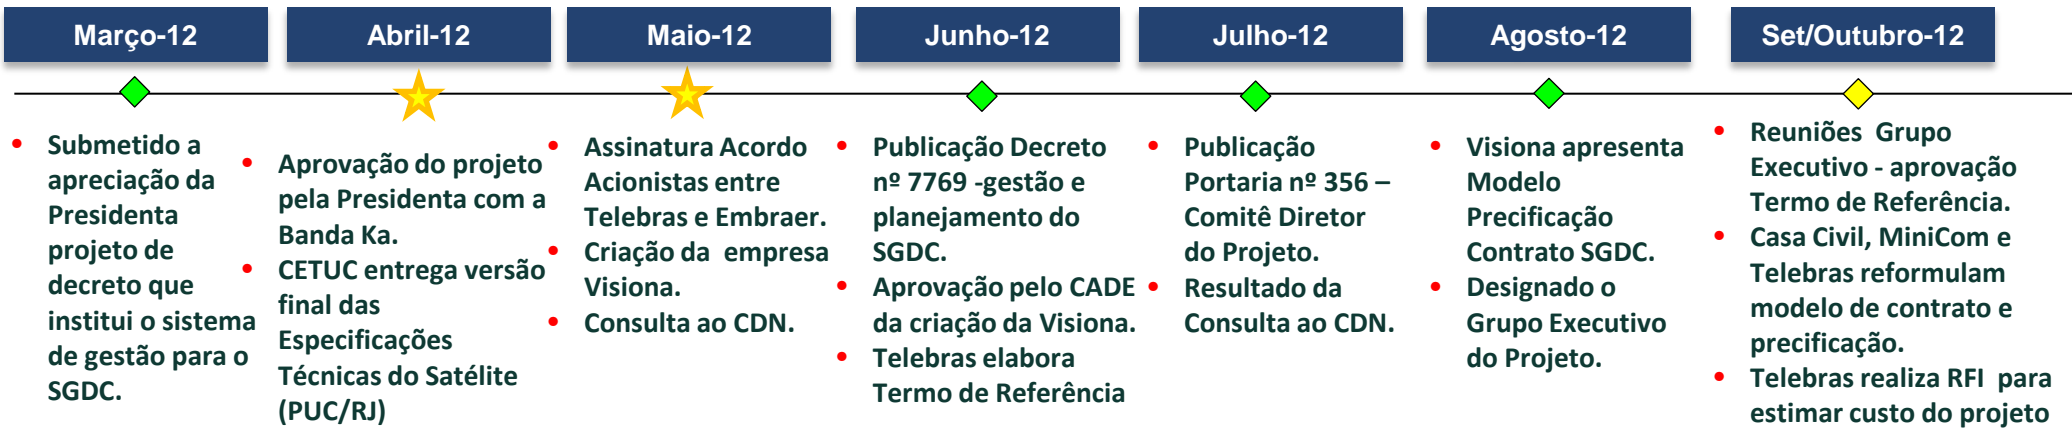 Março-12
Abril-12
Maio-12
Junho-12
Julho-12
Agosto-12
Set/Outubro-12
• Submetido a
apreciação da
Presidenta
projeto de
decreto que
institui o sistema
de gestão para o
SGDC.
• Aprovação do projeto
pela Presidenta com a
Banda Ka.
• CETUC entrega versão
final das
Especificações
Técnicas do Satélite
(PUC/RJ)
• Assinatura Acordo
Acionistas entre
Telebras e Embraer.
• Criação da empresa
Visiona.
• Consulta ao CDN.
• Publicação Decreto
nº 7769 -gestão e
planejamento do
SGDC.
• Aprovação pelo CADE
da criação da Visiona.
• Telebras elabora
Termo de Referência
• Publicação
Portaria nº 356 –
Comitê Diretor
do Projeto.
• Resultado da
Consulta ao CDN.
• Visiona apresenta
Modelo
Precificação
Contrato SGDC.
• Designado o
Grupo Executivo
do Projeto.
• Reuniões Grupo
Executivo - aprovação
Termo de Referência.
• Casa Civil, MiniCom e
Telebras reformulam
modelo de contrato e
precificação.
• Telebras realiza RFI para
estimar custo do projeto